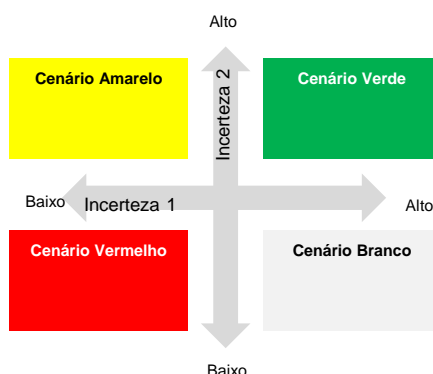 Alto
Cenário Amarelo
Cenário Verde
Incerteza 2
Baixo
Incerteza 1
Alto
Cenário Vermelho
Cenário Branco
Baixo